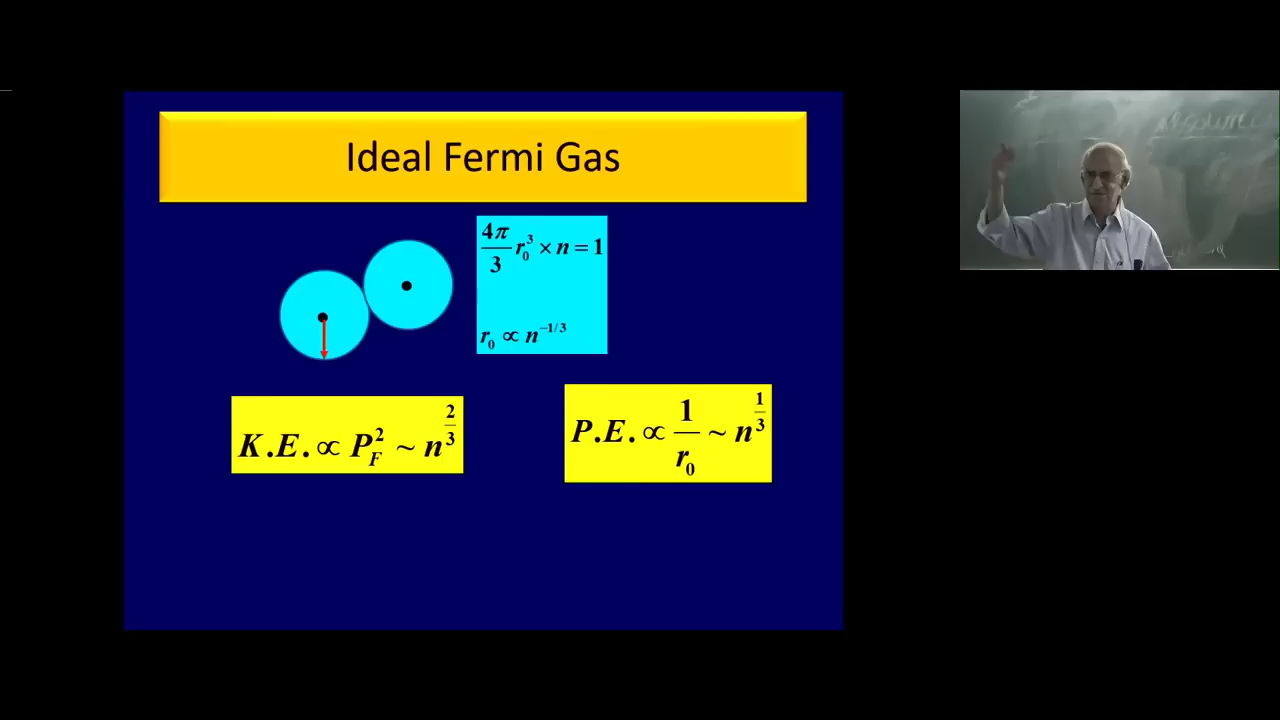 Ideal Fermi Gas
4π/3 r₀³ × n = 1
r₀ ∝ n^(−1/3)
K.E. ∝ P_F² ~ n^(2/3)
P.E. ∝ 1/r₀ ~ n^(1/3)